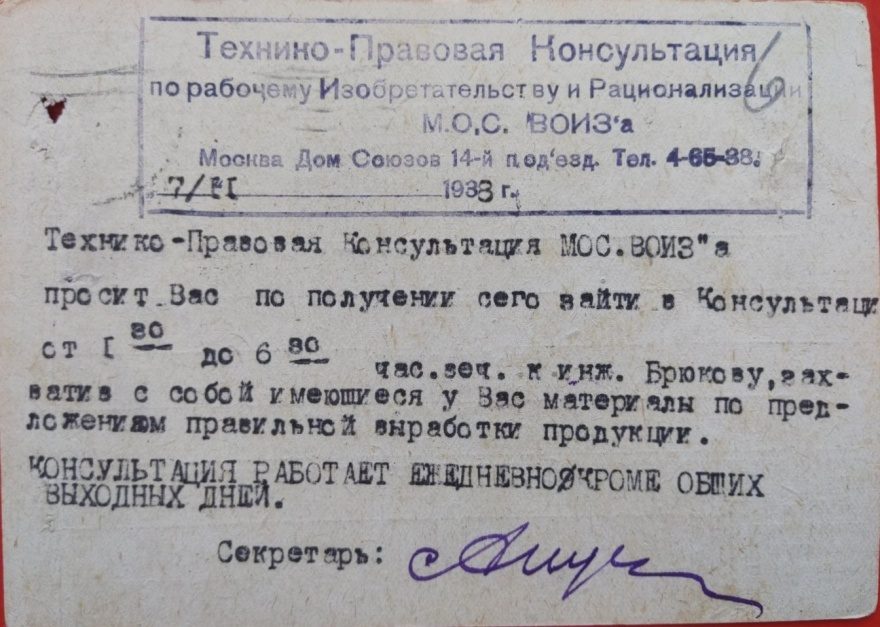 Технико-Правовая Консультация
6
по рабочему Изобретательству и Рационализации
М.О.С. ВОИЗ'а
Москва Дом Союзов 14-й под'езд. Тел. 4-65-38.
7/II 1933 г.
Технико-Правовая Консультация МОС.ВОИЗ"а
просит Вас по получении сего зайти в Консультаци
от I 30 до 6 30 час.веч. к инж. Брюкову,зах-
ватив с собой имеющиеся у Вас материалы по пред-
ложениям правильной выработки продукции.
КОНСУЛЬТАЦИЯ РАБОТАЕТ ЕЖЕДНЕВНО КРОМЕ ОБЩИХ
ВЫХОДНЫХ ДНЕЙ.
Секретарь: